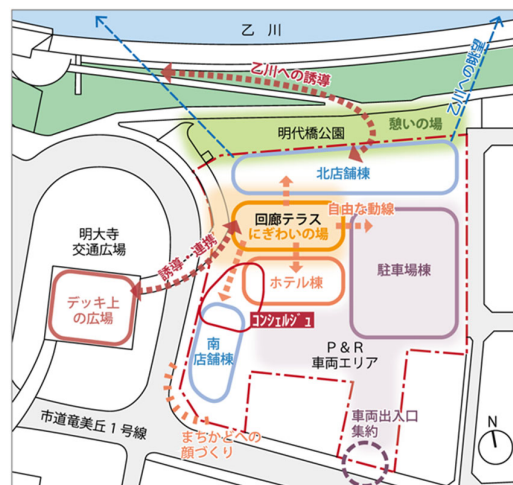 乙 川
乙川への誘導
乙川への眺望
明代橋公園
憩いの場
北店舗棟
明大寺
交通広場
回廊テラス
にぎわいの場
自由な動線
誘導・連携
駐車場棟
デッキ上
の広場
ホテル棟
コンシェルジュ
南
店舗棟
P&R
車両エリア
市道竜美丘1号線
まちかどへの
顔づくり
車両出入口
集約
N